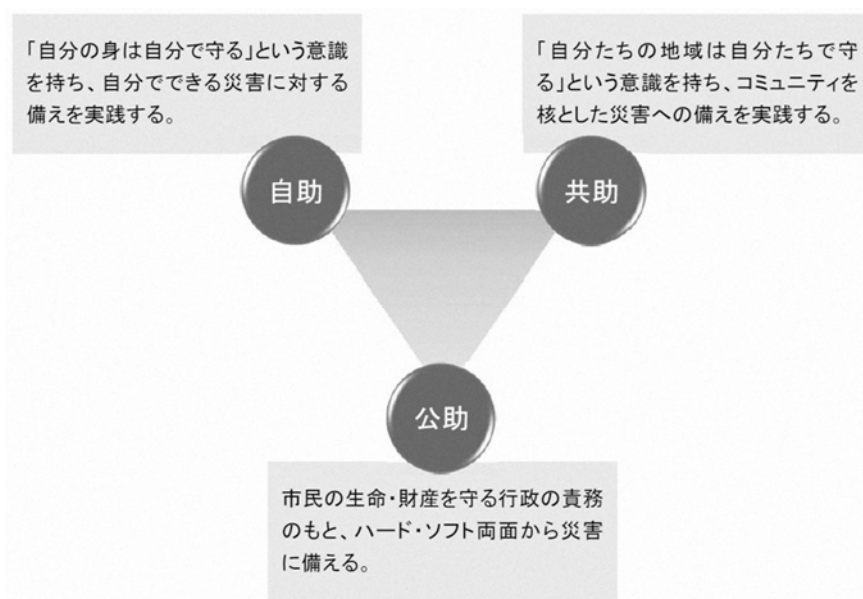 「自分の身は自分で守る」という意識
を持ち、自分でできる災害に対する
備えを実践する。
「自分たちの地域は自分たちで守
る」という意識を持ち、コミュニティを
核とした災害への備えを実践する。
自助
共助
公助
市民の生命・財産を守る行政の責務
のもと、ハード・ソフト両面から災害
に備える。